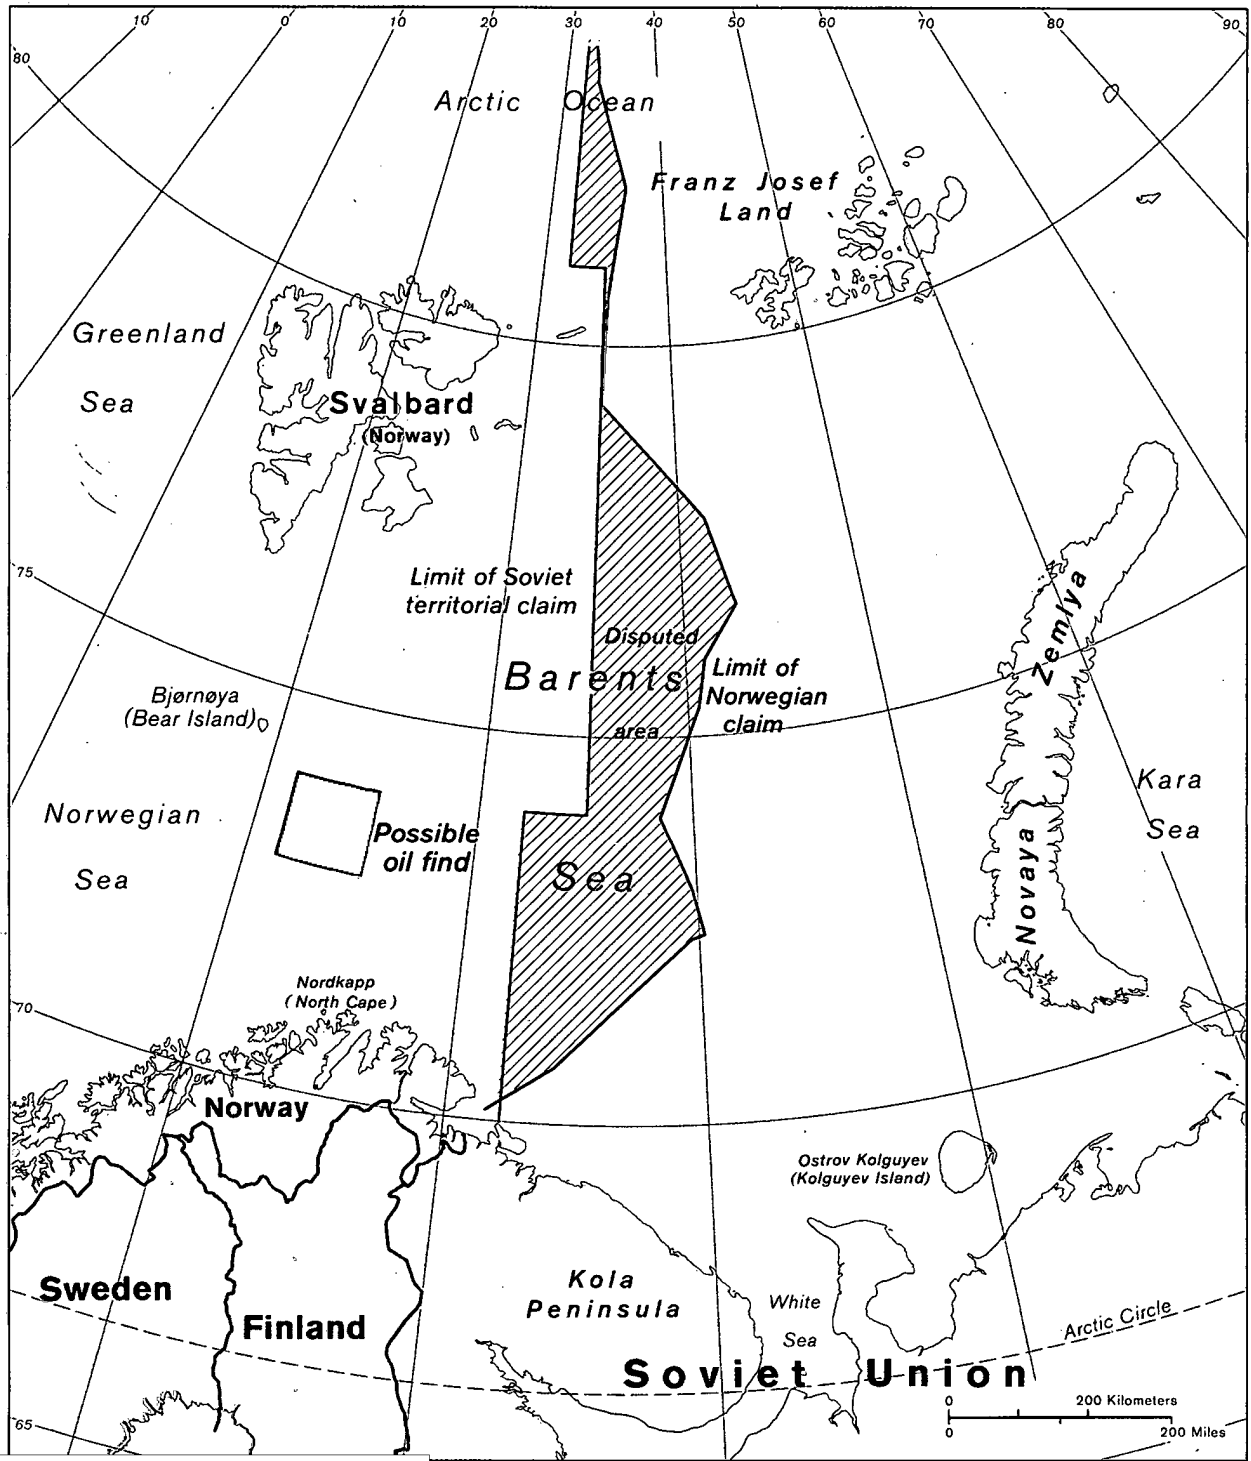 10 0 10 20 30 40 50 60 70 80 90
80
Arctic Ocean
Franz Josef
Land
Greenland
Sea
Svalbard
(Norway)
75
Limit of Soviet
territorial claim
Disputed
Barents
area
Sea
Limit of
Norwegian
claim
Zemlya
Novaya
Bjørnøya
(Bear Island)
Kara
Sea
Norwegian
Sea
Possible
oil find
Nordkapp
(North Cape)
70
Norway
Ostrov Kolguyev
(Kolguyev Island)
Sweden
Finland
Kola
Peninsula
White
Sea
Arctic Circle
Soviet Union
0 200 Kilometers
0 200 Miles
65